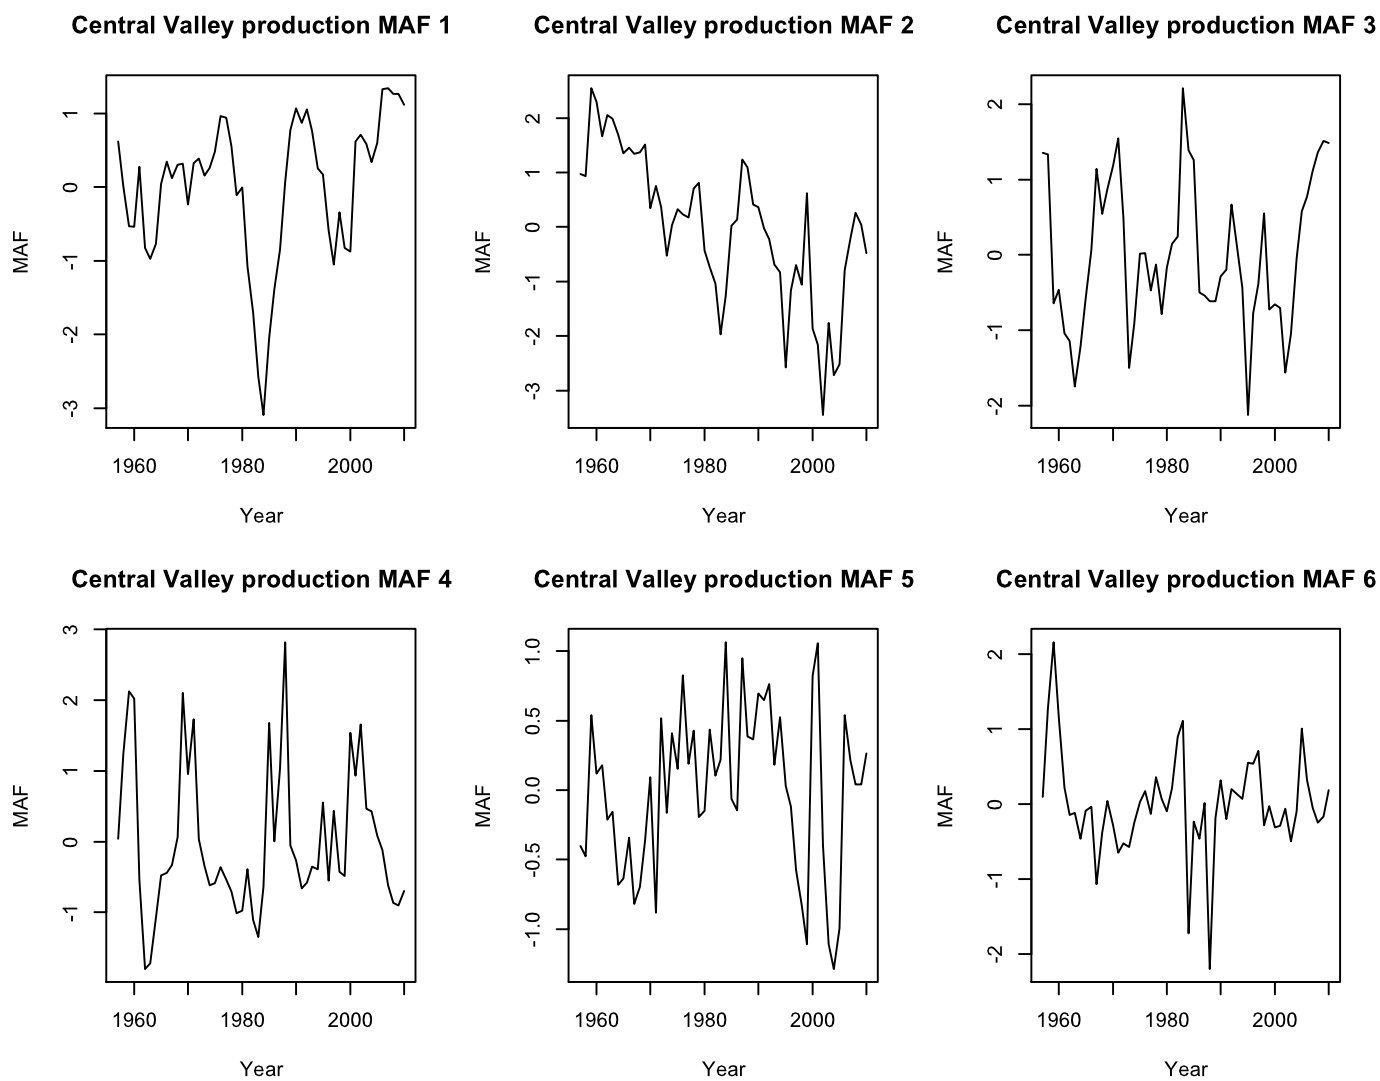 Central Valley production MAF 1
MAF
1
0
-1
-2
-3
1960 1980 2000
Year
Central Valley production MAF 2
MAF
2
1
0
-1
-2
-3
1960 1980 2000
Year
Central Valley production MAF 3
MAF
2
1
0
-1
-2
1960 1980 2000
Year
Central Valley production MAF 4
MAF
3
2
1
0
-1
1960 1980 2000
Year
Central Valley production MAF 5
MAF
1.0
0.5
0.0
-0.5
-1.0
1960 1980 2000
Year
Central Valley production MAF 6
MAF
2
1
0
-1
-2
1960 1980 2000
Year